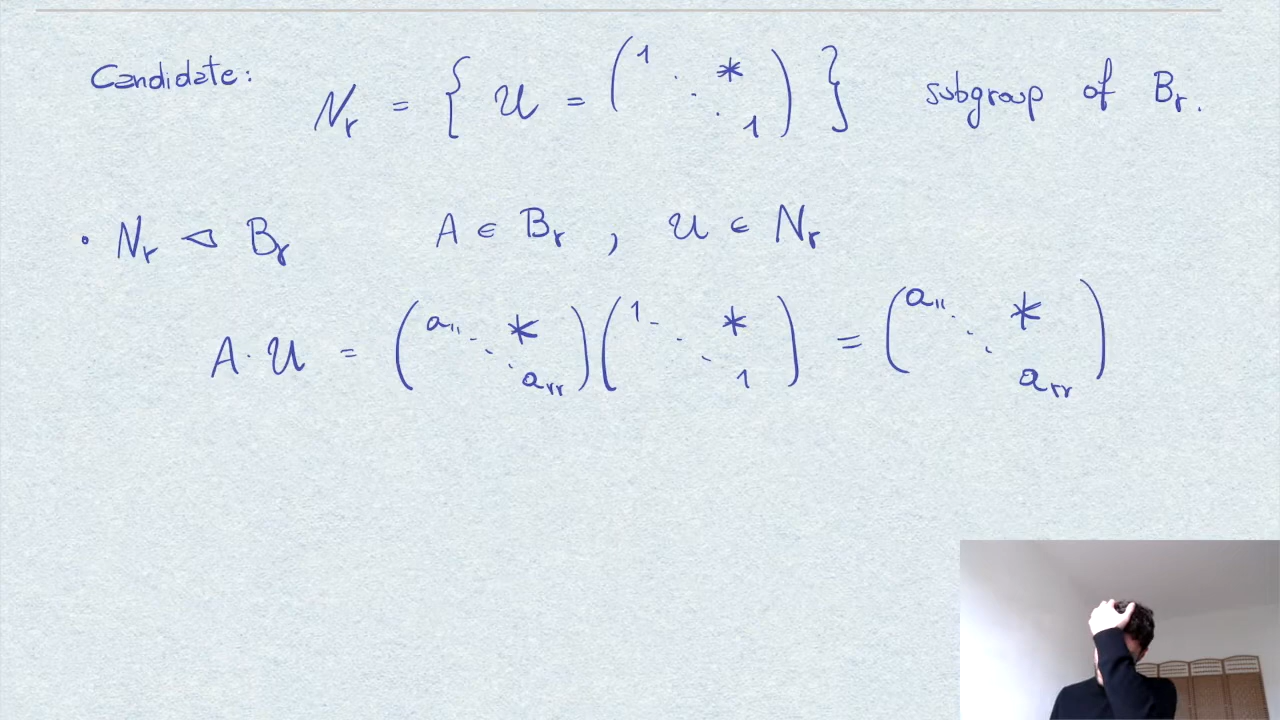 Candidate: N_r = { U = ( 1 ⋱ * 1 ) } subgroup of B_r.
• N_r ◁ B_r A ∈ B_r , U ∈ N_r
A · U = ( a_11 ⋱ * a_rr ) ( 1 ⋱ * 1 ) = ( a_11 ⋱ * a_rr )